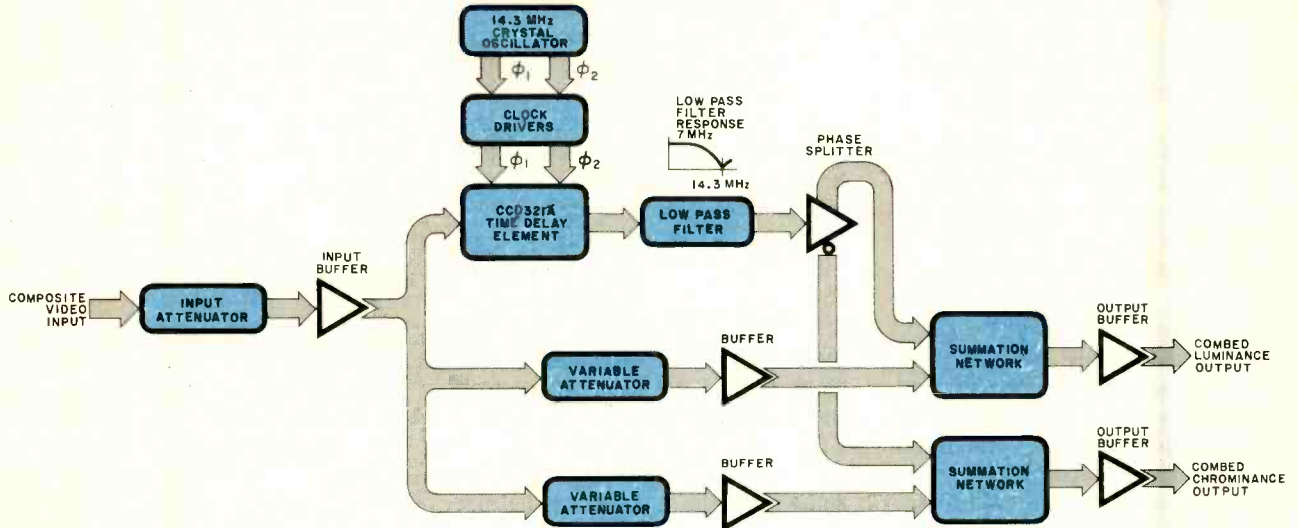 14.3 MHz
CRYSTAL
OSCILLATOR
ϕ1
ϕ2
CLOCK
DRIVERS
ϕ1
ϕ2
LOW PASS
FILTER
RESPONSE
7 MHz
14.3 MHz
PHASE
SPLITTER
CCD321A
TIME DELAY
ELEMENT
LOW PASS
FILTER
INPUT
BUFFER
COMPOSITE
VIDEO
INPUT
INPUT
ATTENUATOR
BUFFER
VARIABLE
ATTENUATOR
SUMMATION
NETWORK
OUTPUT
BUFFER
COMBED
LUMINANCE
OUTPUT
BUFFER
VARIABLE
ATTENUATOR
SUMMATION
NETWORK
OUTPUT
BUFFER
COMBED
CHROMINANCE
OUTPUT